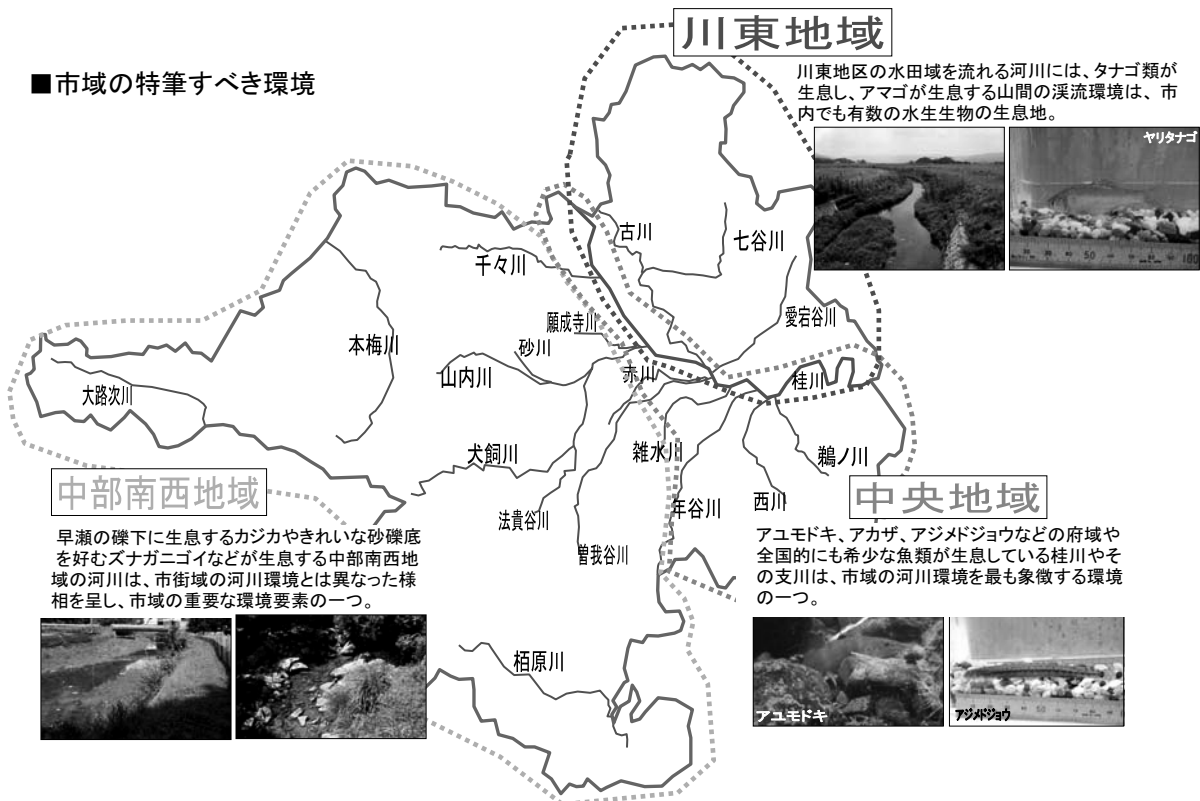 ■市域の特筆すべき環境
川東地域
川東地区の水田域を流れる河川には、タナゴ類が
生息し、アマゴが生息する山間の渓流環境は、市
内でも有数の水生生物の生息地。
ヤリタナゴ
50
100
古川
七谷川
千々川
愛宕谷川
願成寺川
本梅川
砂川
山内川
赤川
桂川
大路次川
犬飼川
雑水川
鵜ノ川
中部南西地域
早瀬の礫下に生息するカジカやきれいな砂礫底
を好むズナガニゴイなどが生息する中部南西地
域の河川は、市街域の河川環境とは異なった様
相を呈し、市域の重要な環境要素の一つ。
法貴谷川
曽我谷川
年谷川
西川
中央地域
アユモドキ、アカザ、アジメドジョウなどの府域や
全国的にも希少な魚類が生息している桂川やそ
の支川は、市域の河川環境を最も象徴する環境
の一つ。
栢原川
アユモドキ
アジメドジョウ